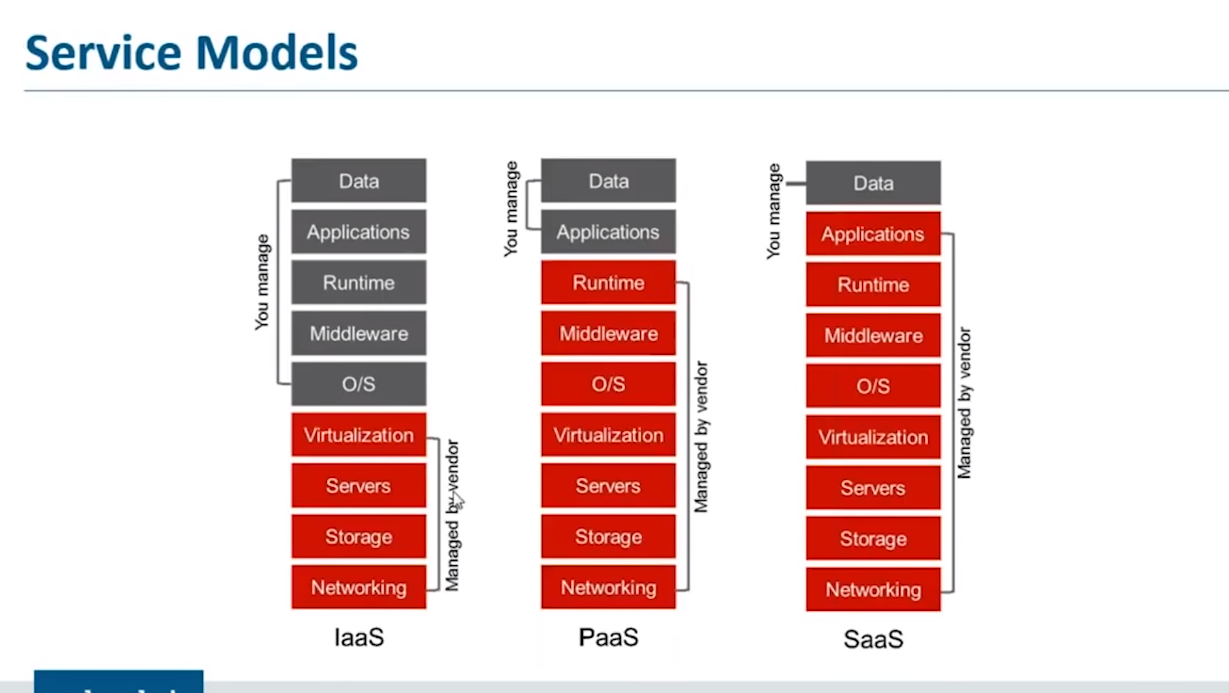 Service Models
You manage
Data
Applications
Runtime
Middleware
O/S
Virtualization
Servers
Storage
Networking
Managed by vendor
IaaS
You manage
Data
Applications
Runtime
Middleware
O/S
Virtualization
Servers
Storage
Networking
Managed by vendor
PaaS
You manage
Data
Applications
Runtime
Middleware
O/S
Virtualization
Servers
Storage
Networking
Managed by vendor
SaaS